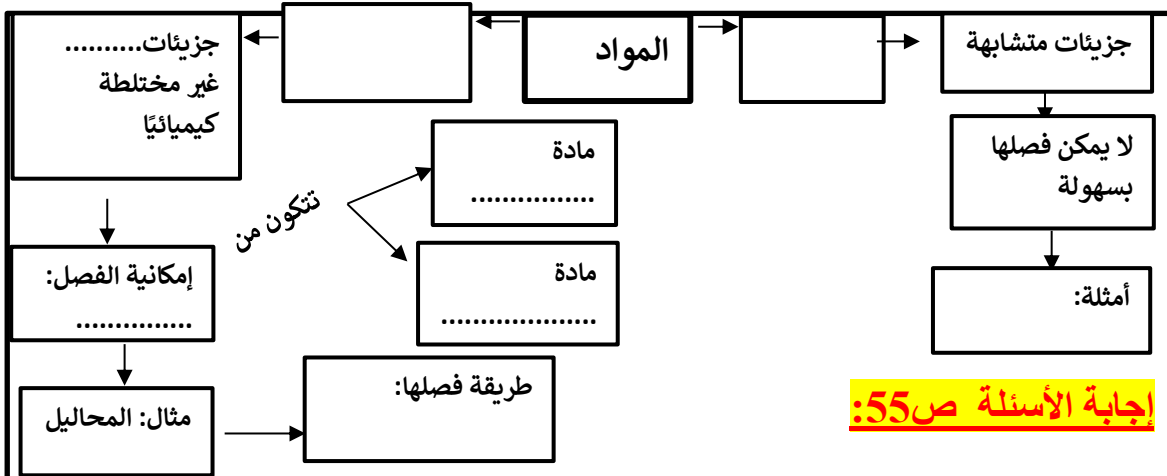 المواد
جزيئات متشابهة
لا يمكن فصلها
بسهولة
أمثلة:
جزيئات..........
غير مختلطة
كيميائيًا
إمكانية الفصل:
...............
مثال: المحاليل
طريقة فصلها:
تتكون من
مادة
................
مادة
....................
إجابة الأسئلة ص55: